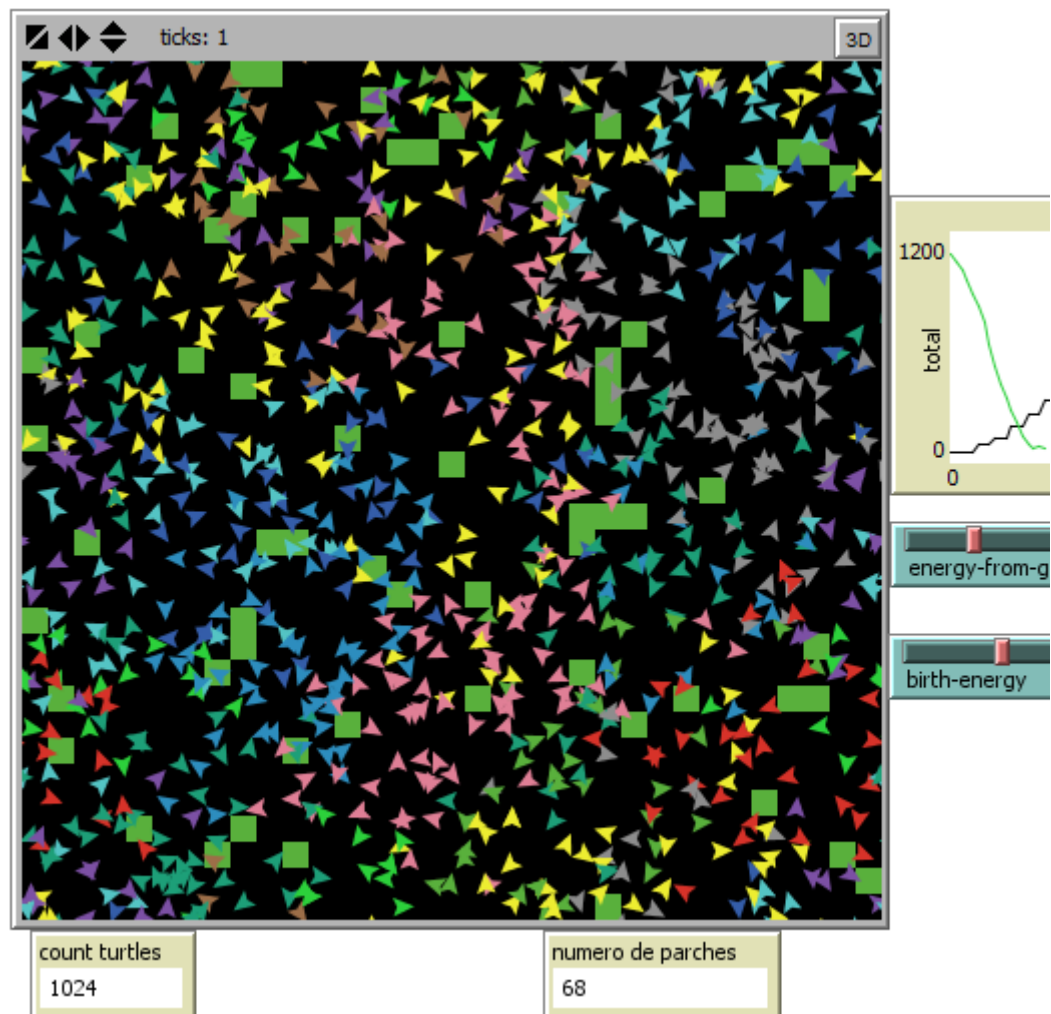 ticks: 1
3D
1200
total
0
0
energy-from-g
birth-energy
count turtles
1024
numero de parches
68